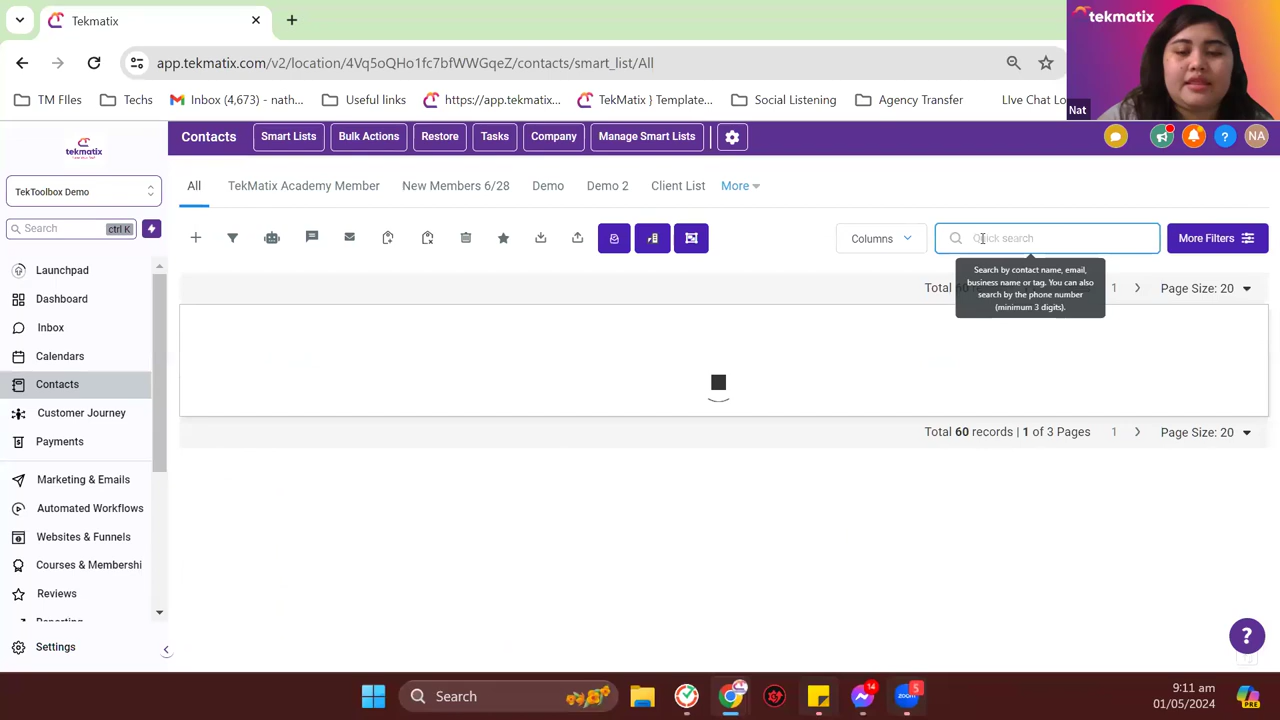 Tekmatix
tekmatix
Nat
app.tekmatix.com/v2/location/4Vq5oQHo1fc7bfWWGqeZ/contacts/smart_list/All
TM FIles
Techs
Inbox (4,673) - nath...
Useful links
https://app.tekmatix...
TekMatix } Template...
Social Listening
Agency Transfer
LIve Chat Lo
tekmatix
Contacts
Smart Lists
Bulk Actions
Restore
Tasks
Company
Manage Smart Lists
?
NA
TekToolbox Demo
All
TekMatix Academy Member
New Members 6/28
Demo
Demo 2
Client List
More
Search
ctrl K
Columns
Quick search
More Filters
Search by contact name, email,
business name or tag. You can also
search by the phone number
(minimum 3 digits).
Total 60
1
Page Size: 20
Launchpad
Dashboard
Inbox
Calendars
Contacts
Customer Journey
Payments
Marketing & Emails
Automated Workflows
Websites & Funnels
Courses & Membershi
Reviews
Reporting
Settings
Total 60 records | 1 of 3 Pages
1
Page Size: 20
?
Search
14
5
9:11 am
01/05/2024
PRE